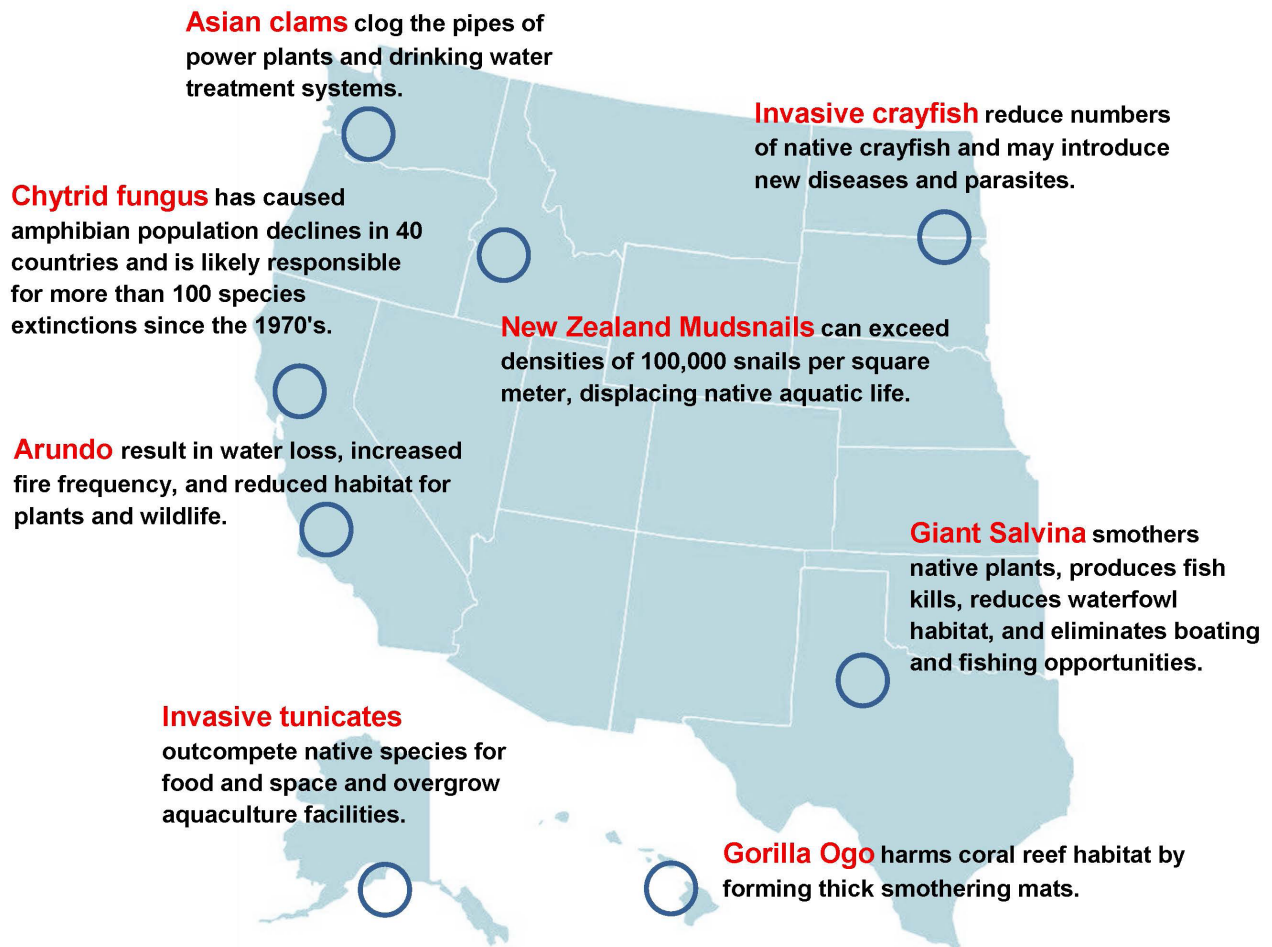 Asian clams clog the pipes of
power plants and drinking water
treatment systems.
Invasive crayfish reduce numbers
of native crayfish and may introduce
new diseases and parasites.
Chytrid fungus has caused
amphibian population declines in 40
countries and is likely responsible
for more than 100 species
extinctions since the 1970's.
New Zealand Mudsnails can exceed
densities of 100,000 snails per square
meter, displacing native aquatic life.
Arundo result in water loss, increased
fire frequency, and reduced habitat for
plants and wildlife.
Giant Salvina smothers
native plants, produces fish
kills, reduces waterfowl
habitat, and eliminates boating
and fishing opportunities.
Invasive tunicates
outcompete native species for
food and space and overgrow
aquaculture facilities.
Gorilla Ogo harms coral reef habitat by
forming thick smothering mats.